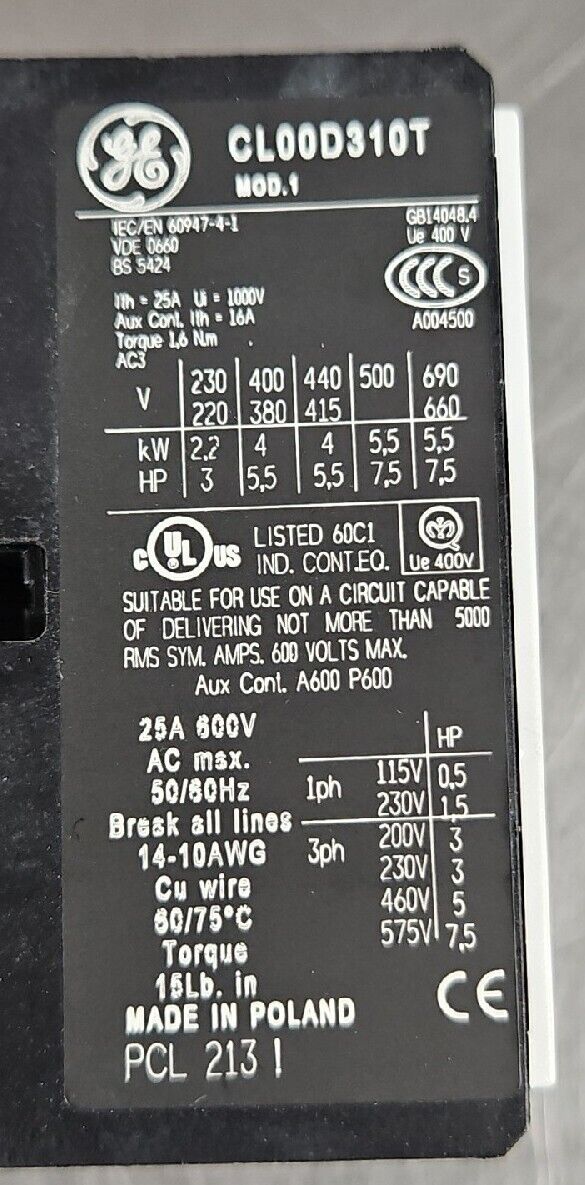 GE CL00D310T
MOD.1
IEC/EN 60947-4-1 GB14048.4
VDE 0660 Ue 400 V
BS 5424 CCC S
Ith = 25A Ui = 1000V
Aux Cont. Ith = 16A A004500
Torque 1,6 Nm
AC3
V 230 400 440 500 690
220 380 415 660
kW 2,2 4 4 5,5 5,5
HP 3 5,5 5,5 7,5 7,5
c UL US LISTED 60C1
IND. CONT.EQ. Ue 400V
SUITABLE FOR USE ON A CIRCUIT CAPABLE
OF DELIVERING NOT MORE THAN 5000
RMS SYM. AMPS. 600 VOLTS MAX.
Aux Cont. A600 P600
25A 600V HP
AC max. 1ph 115V 0,5
50/60Hz 230V 1,5
Break all lines 3ph 200V 3
14-10AWG 230V 3
Cu wire 460V 5
60/75°C 575V 7,5
Torque
15Lb. in
MADE IN POLAND CE
PCL 213 !